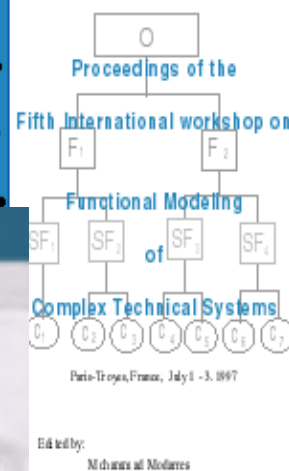 O
Proceedings of the
Fifth International workshop on
F1 F2
Functional Modeling
SF1 SF2 SF3 SF4
of
Complex Technical Systems
C1 C2 C3 C4 C5 C6 C7
Paris-Troyes, France, July 1 - 3, 1997
Edited by:
Mohammad Modarres